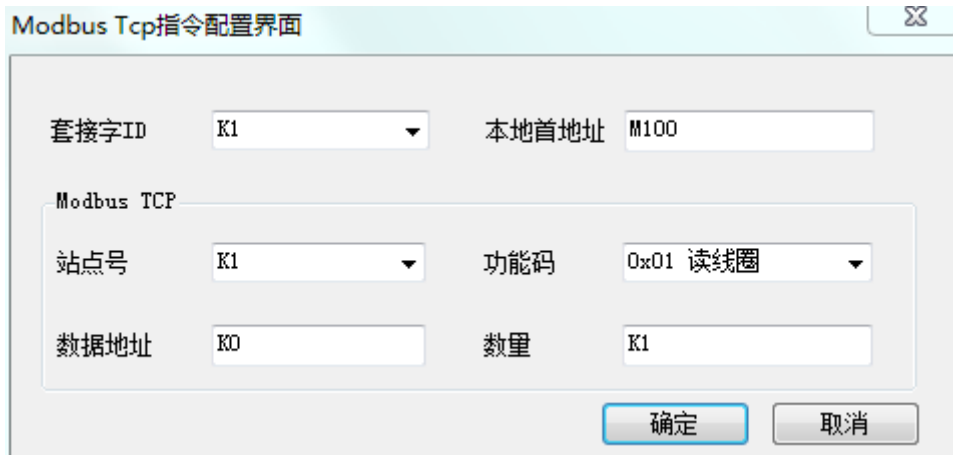 Modbus Tcp指令配置界面
套接字ID K1 本地首地址 M100
Modbus TCP
站点号 K1 功能码 0x01 读线圈
数据地址 K0 数量 K1
确定 取消